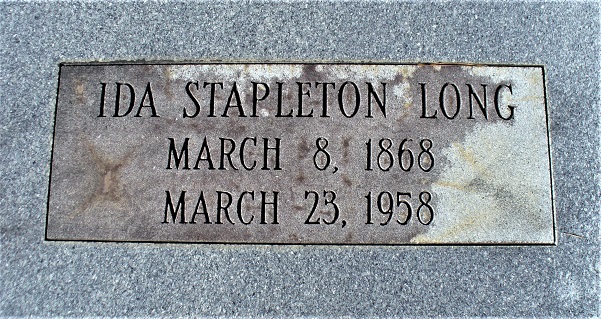 IDA STAPLETON LONG
MARCH 8, 1868
MARCH 23, 1958